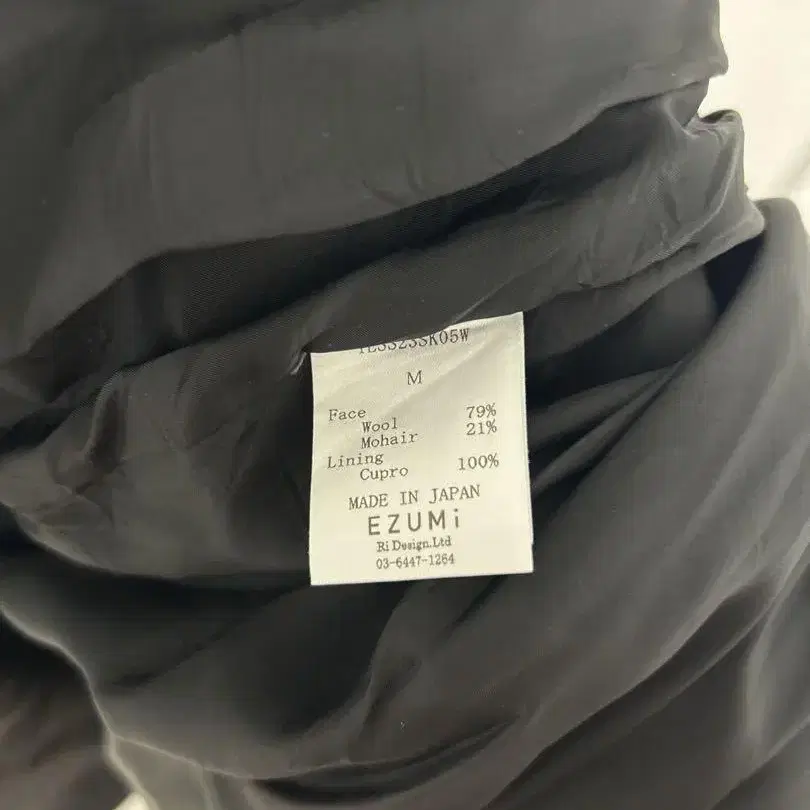 M
Face
Wool 79%
Mohair 21%
Lining
Cupro 100%
MADE IN JAPAN
EZUMi
Ri Design.Ltd
03-6447-1264